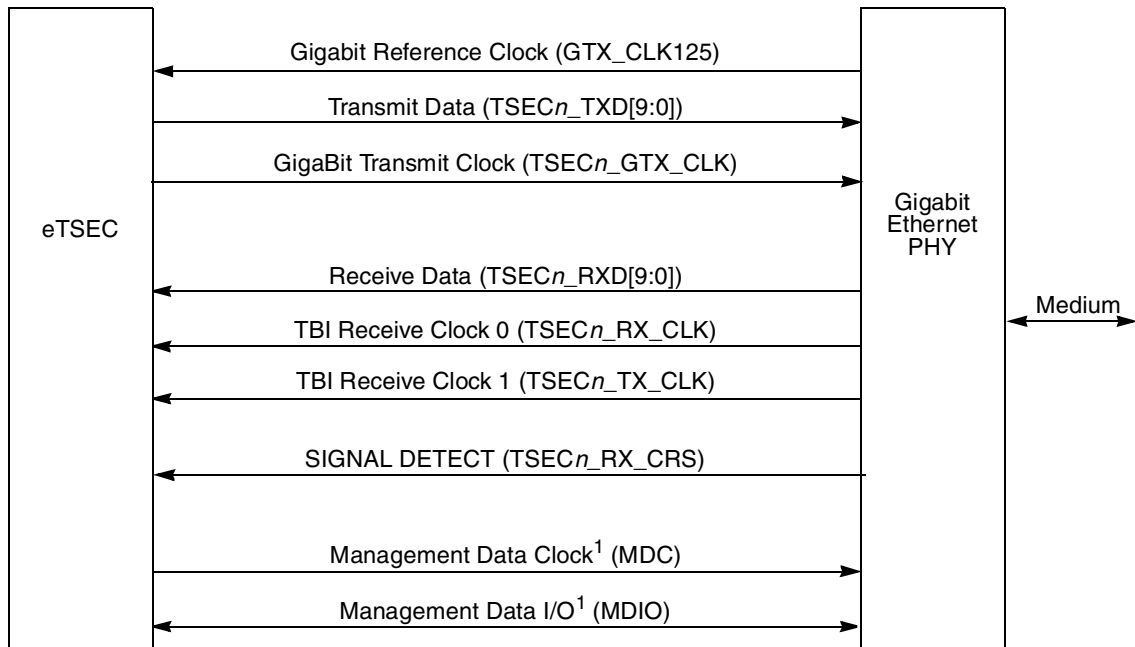 Gigabit Reference Clock (GTX_CLK125)
Transmit Data (TSECn_TXD[9:0])
GigaBit Transmit Clock (TSECn_GTX_CLK)
eTSEC
Gigabit
Ethernet
PHY
Receive Data (TSECn_RXD[9:0])
Medium
TBI Receive Clock 0 (TSECn_RX_CLK)
TBI Receive Clock 1 (TSECn_TX_CLK)
SIGNAL DETECT (TSECn_RX_CRS)
Management Data Clock¹ (MDC)
Management Data I/O¹ (MDIO)